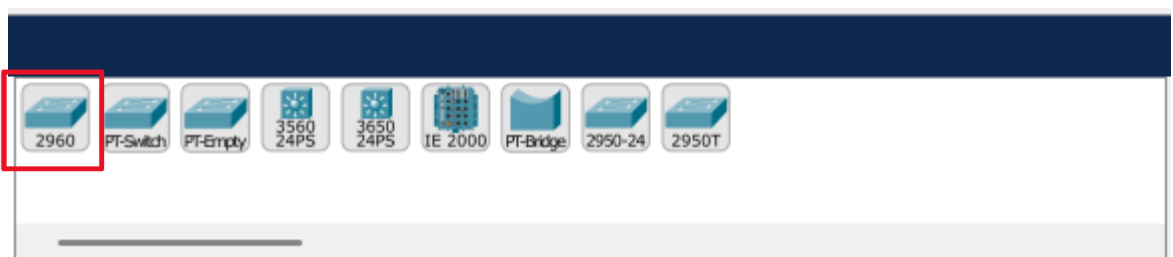 2960
PT-Switch
PT-Empty
3560
24PS
3650
24PS
IE 2000
PT-Bridge
2950-24
2950T